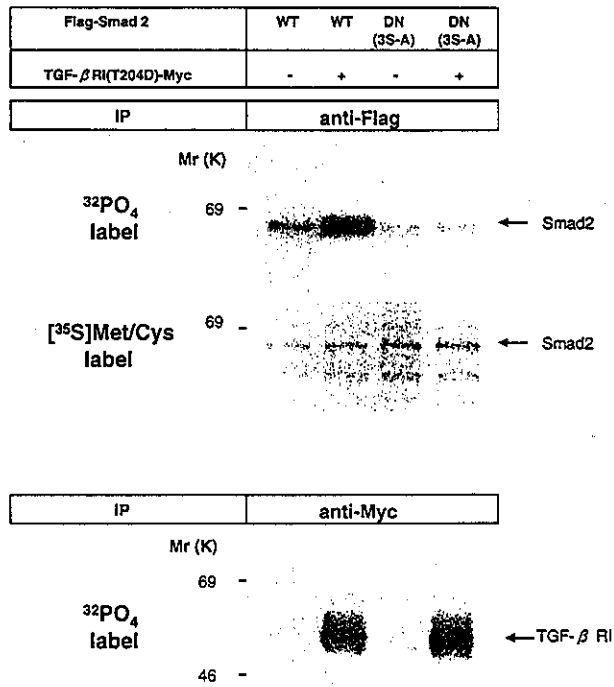 Flag-Smad 2 WT WT DN (3S-A) DN (3S-A)
TGF-β RI(T204D)-Myc - + - +
IP anti-Flag
Mr (K)
32PO4 label 69 - ← Smad2
[35S]Met/Cys label 69 - ← Smad2
IP anti-Myc
Mr (K)
69 -
32PO4 label ← TGF-β RI
46 -